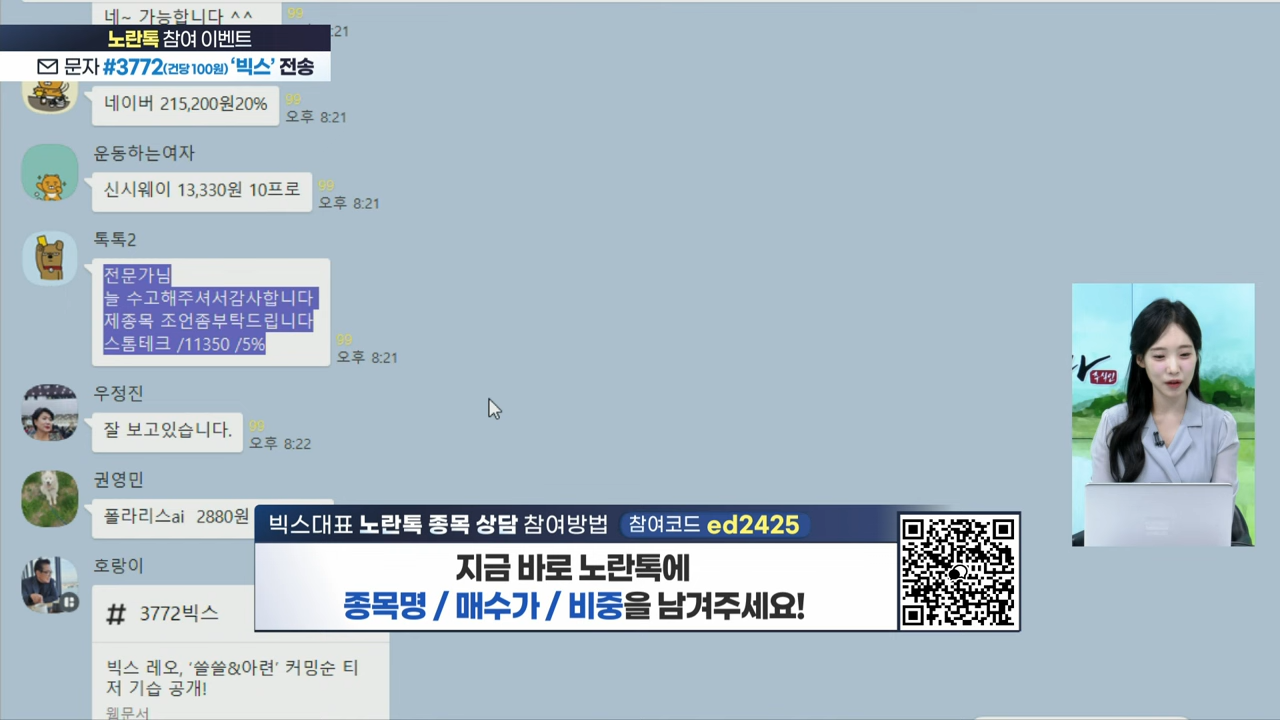 네~ 가능합니다 ^^
99
:21
노란톡 참여 이벤트
문자 #3772(건당 100원) '빅스' 전송
네이버 215,200원20%
99
오후 8:21
운동하는여자
신시웨이 13,330원 10프로
99
오후 8:21
톡톡2
전문가님
늘 수고해주셔서감사합니다
제종목 조언좀부탁드립니다
스톰테크 /11350 /5%
99
오후 8:21
우정진
잘 보고있습니다.
99
오후 8:22
권영민
폴라리스ai 2880원
호랑이
# 3772빅스
빅스 레오, '쓸쓸&아련' 커밍순 티
저 기습 공개!
웹문서
빅스대표 노란톡 종목 상담 참여방법 참여코드 ed2425
지금 바로 노란톡에
종목명 / 매수가 / 비중을 남겨주세요!